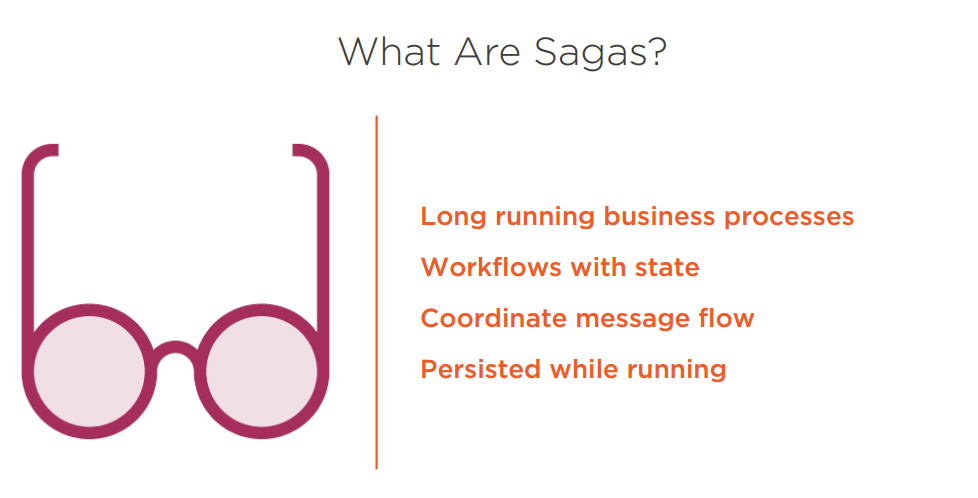 What Are Sagas?
Long running business processes
Workflows with state
Coordinate message flow
Persisted while running